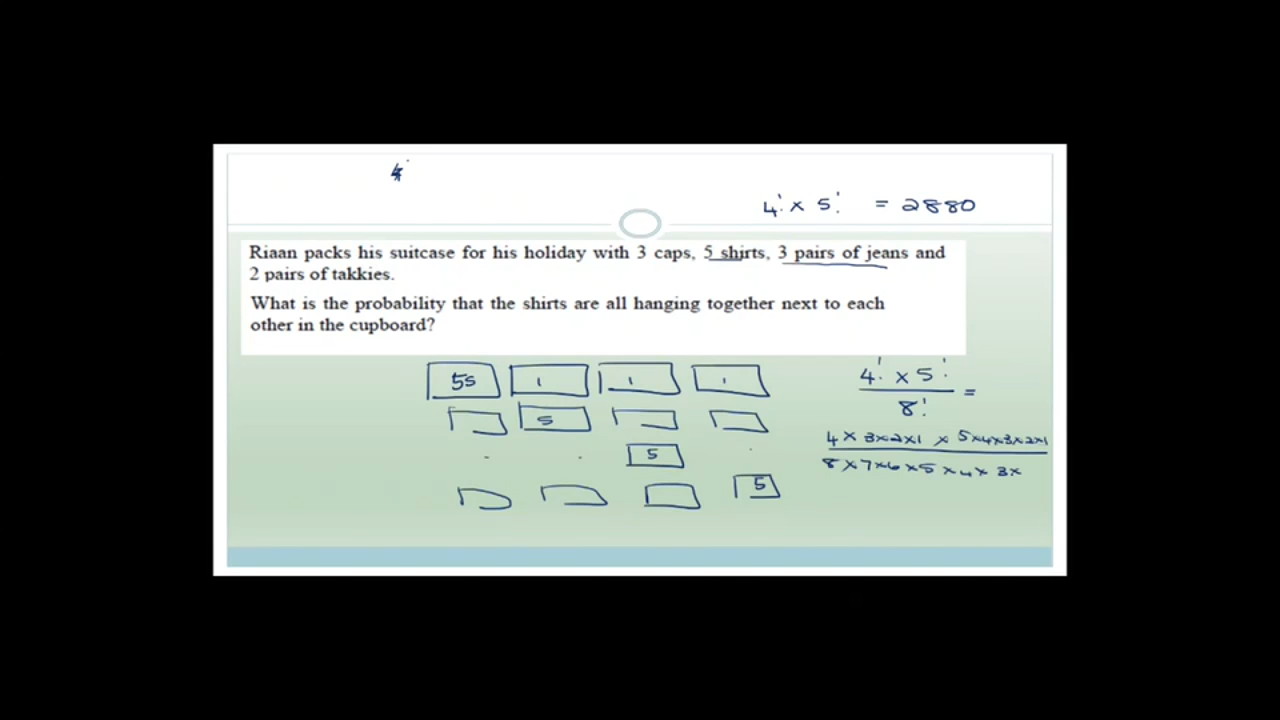 4
4! × 5! = 2880
Riaan packs his suitcase for his holiday with 3 caps, 5 shirts, 3 pairs of jeans and
2 pairs of takkies.
What is the probability that the shirts are all hanging together next to each
other in the cupboard?
5s 1 1 1
5
5
5
4! × 5!
8!
=
4 × 3×2×1 × 5×4×3×2×1
8 × 7×6×5×4×3×